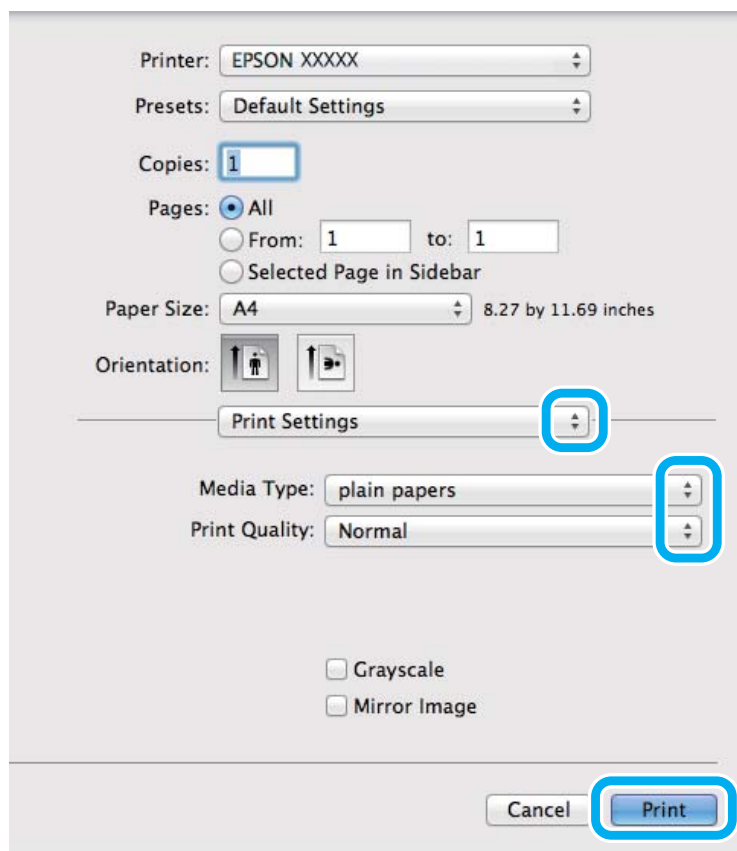 Printer: EPSON XXXXX
Presets: Default Settings
Copies: 1
Pages: All
From: 1 to: 1
Selected Page in Sidebar
Paper Size: A4 8.27 by 11.69 inches
Orientation:
Print Settings
Media Type: plain papers
Print Quality: Normal
Grayscale
Mirror Image
Cancel Print